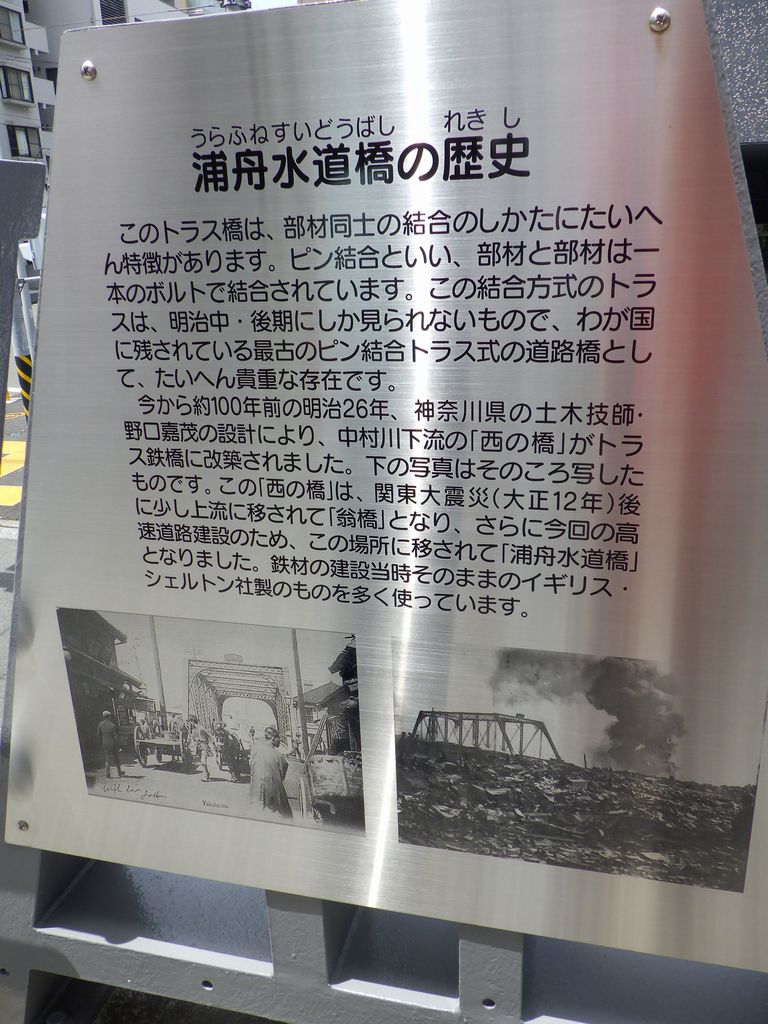 うらふねすいどうばし れきし
浦舟水道橋の歴史
このトラス橋は、部材同士の結合のしかたにたいへ
ん特徴があります。ピン結合といい、部材と部材は一
本のボルトで結合されています。この結合方式のトラ
スは、明治中・後期にしか見られないもので、わが国
に残されている最古のピン結合トラス式の道路橋とし
て、たいへん貴重な存在です。
今から約100年前の明治26年、神奈川県の土木技師・
野口嘉茂の設計により、中村川下流の「西の橋」がトラ
ス鉄橋に改築されました。下の写真はそのころ写した
ものです。この「西の橋」は、関東大震災(大正12年)後
に少し上流に移されて「翁橋」となり、さらに今回の高
速道路建設のため、この場所に移されて「浦舟水道橋」
となりました。鉄材の建設当時そのままのイギリス・
シェルトン社製のものを多く使っています。
Yokohama